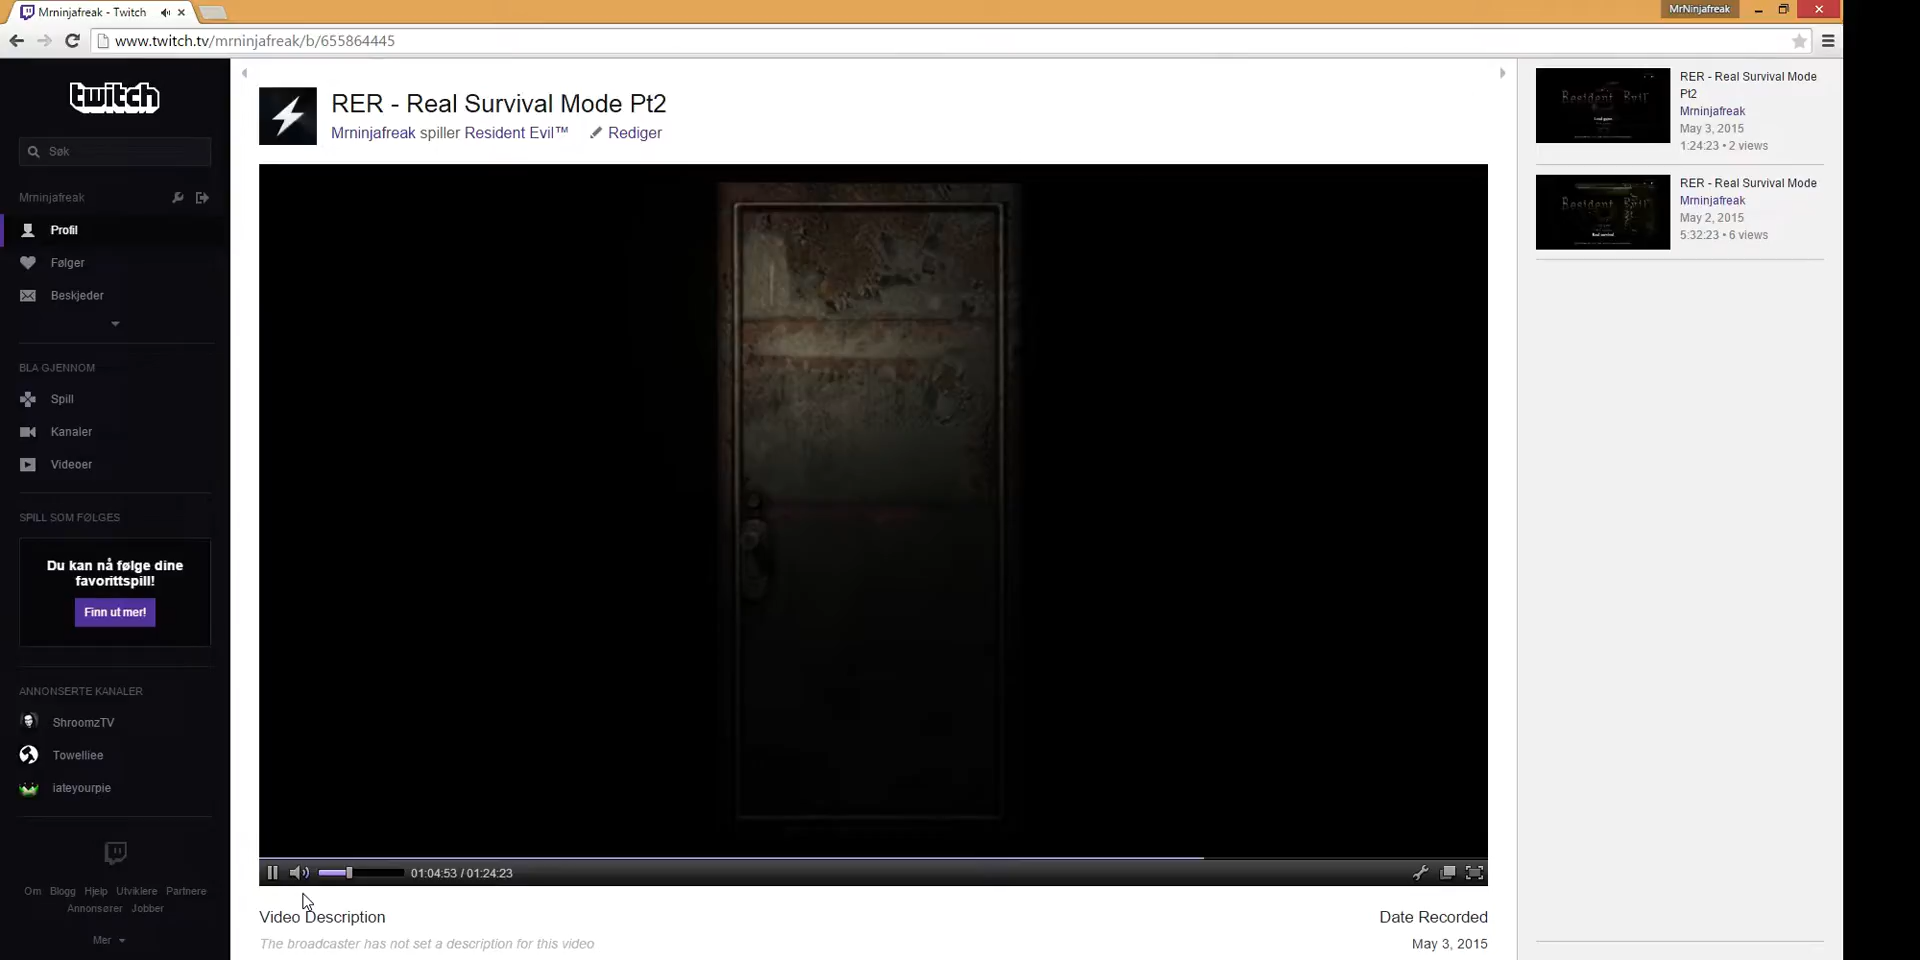 Mrninjafreak - Twitch
MrNinjafreak
www.twitch.tv/mrninjafreak/b/655864445
twitch
Søk
Mrninjafreak
Profil
Følger
Beskjeder
BLA GJENNOM
Spill
Kanaler
Videoer
SPILL SOM FØLGES
Du kan nå følge dine
favorittspill!
Finn ut mer!
ANNONSERTE KANALER
ShroomzTV
Towelliee
iateyourpie
Om Blogg Hjelp Utviklere Partnere
Annonsører Jobber
Mer
RER - Real Survival Mode Pt2
Mrninjafreak spiller Resident Evil™ Rediger
01:04:53 / 01:24:23
Video Description
Date Recorded
The broadcaster has not set a description for this video
May 3, 2015
Resident Evil
RER - Real Survival Mode
Pt2
Mrninjafreak
May 3, 2015
1:24:23 • 2 views
Resident Evil
RER - Real Survival Mode
Mrninjafreak
May 2, 2015
5:32:23 • 6 views